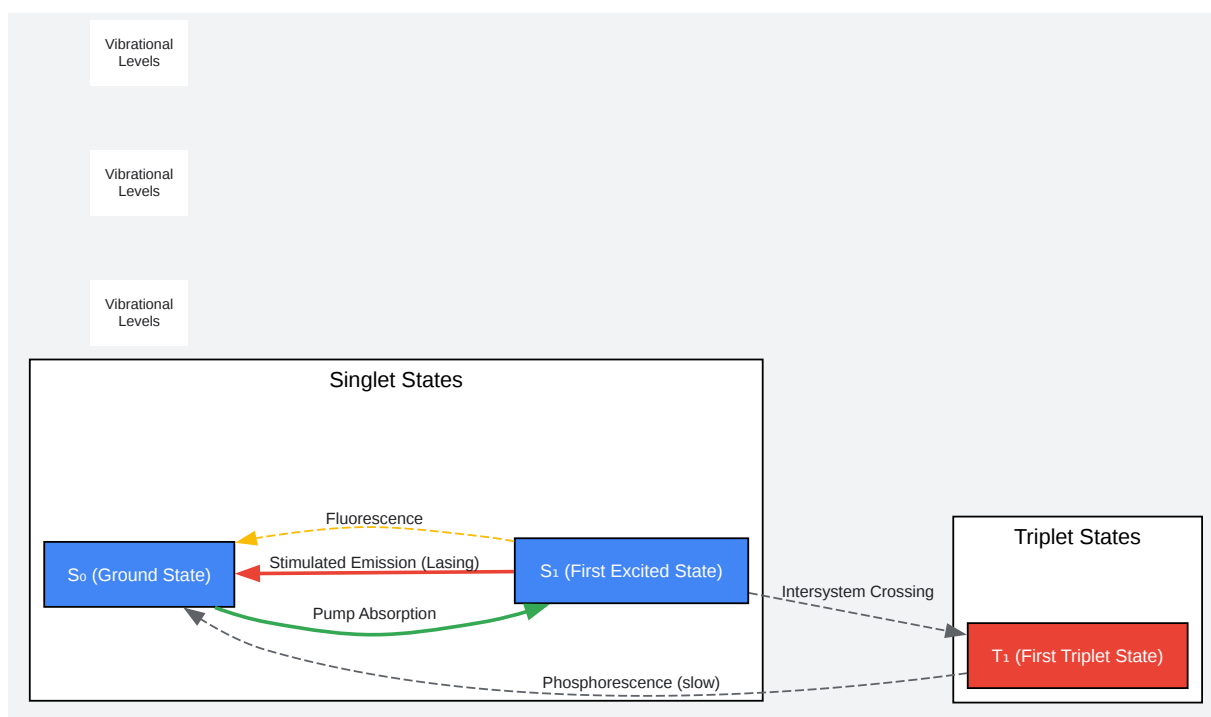 Vibrational
Levels
Vibrational
Levels
Vibrational
Levels
Singlet States
Fluorescence
Stimulated Emission (Lasing)
S₀ (Ground State)
S₁ (First Excited State)
Pump Absorption
Phosphorescence (slow)
Intersystem Crossing
Triplet States
T₁ (First Triplet State)